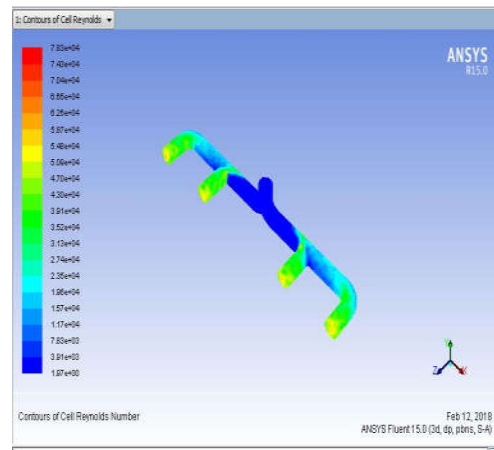 1: Contours of Cell Reynolds
ANSYS
R15.0
7.83e+04
7.43e+04
7.04e+04
6.65e+04
6.26e+04
5.87e+04
5.48e+04
5.09e+04
4.70e+04
4.30e+04
3.91e+04
3.52e+04
3.13e+04
2.74e+04
2.35e+04
1.96e+04
1.57e+04
1.17e+04
7.83e+03
3.91e+03
1.97e+00
Y
Z
X
Contours of Cell Reynolds Number
Feb 12, 2018
ANSYS Fluent 15.0 (3d, dp, pbns, S-A)